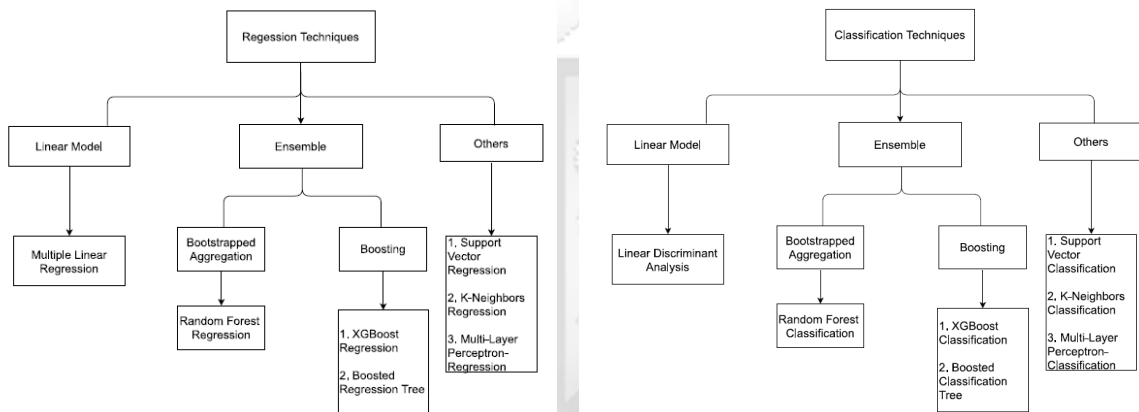 Regression Techniques
Linear Model
Ensemble
Others
Multiple Linear
Regression
Bootstrapped
Aggregation
Boosting
1. Support
Vector
Regression
2, K-Neighbors
Regression
3. Multi-Layer
Perceptron-
Regression
Random Forest
Regression
1. XGBoost
Regression
2, Boosted
Regression Tree
Classification Techniques
Linear Model
Ensemble
Others
Linear Discriminant
Analysis
Bootstrapped
Aggregation
Boosting
1. Support
Vector
Classification
2. K-Neighbors
Classification
3. Multi-Layer
Perceptron-
Classification
Random Forest
Classification
1. XGBoost
Classification
2. Boosted
Classification
Tree